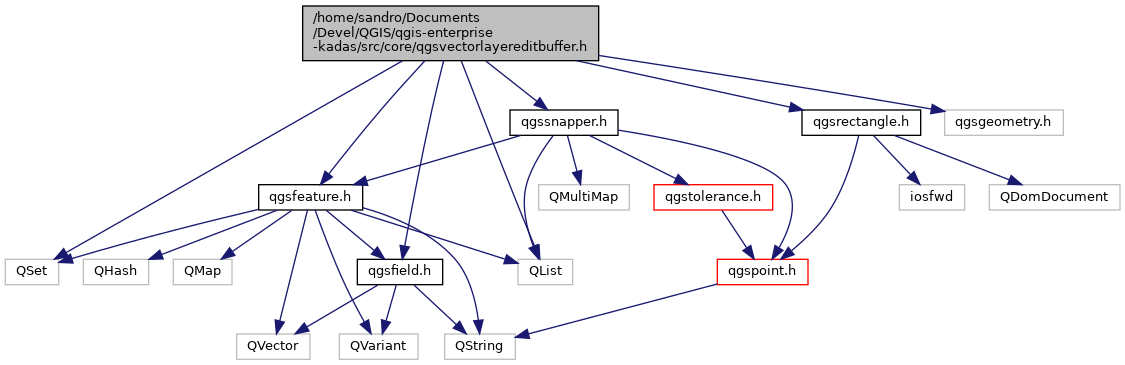 /home/sandro/Documents
/Devel/QGIS/qgis-enterprise
-kadas/src/core/qgsvectorlayereditbuffer.h
qgssnapper.h
qgsrectangle.h
qgsgeometry.h
qgsfeature.h
QMultiMap
qgstolerance.h
iosfwd
QDomDocument
QSet
QHash
QMap
qgsfield.h
QList
qgspoint.h
QVector
QVariant
QString